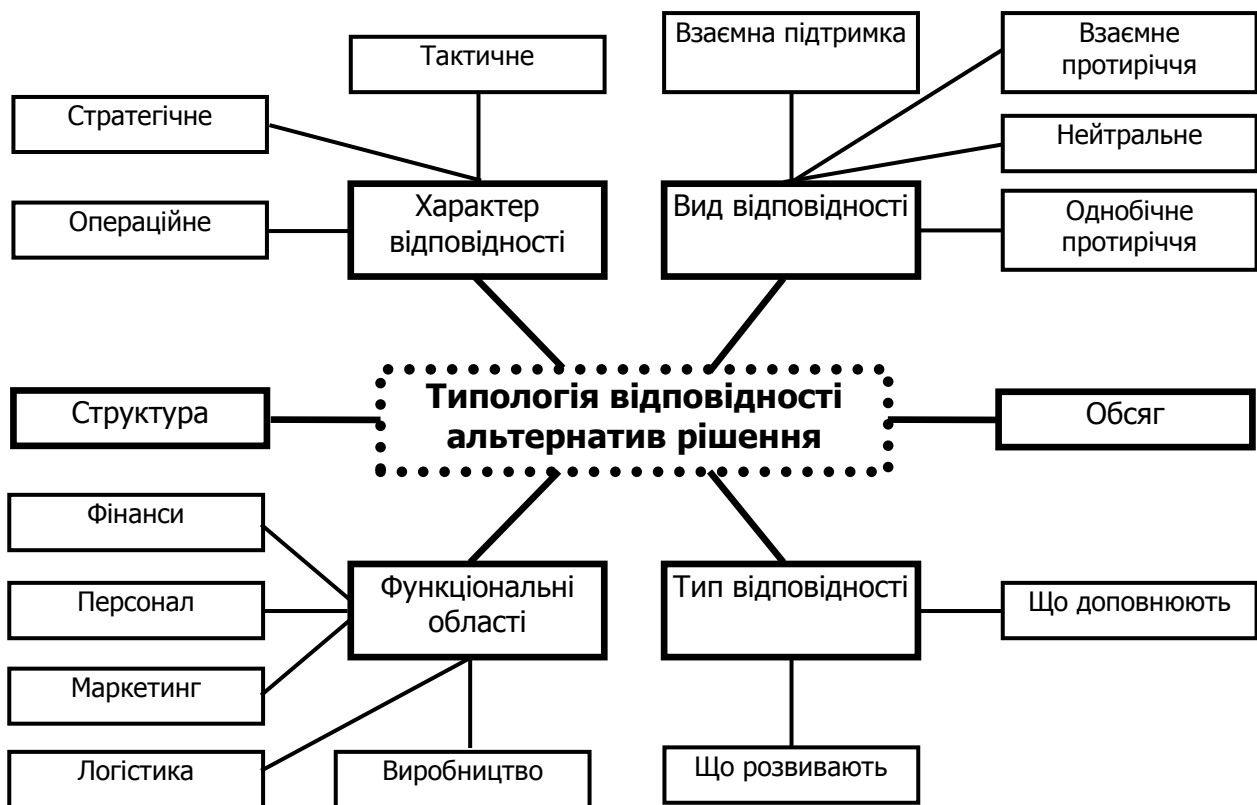 Тактичне
Взаємна підтримка
Взаємне
протиріччя
Стратегічне
Нейтральне
Операційне
Характер
відповідності
Вид відповідності
Однобічне
протиріччя
Структура
Типологія відповідності
альтернатив рішення
Обсяг
Фінанси
Персонал
Маркетинг
Логістика
Функціональні
області
Виробництво
Тип відповідності
Що доповнюють
Що розвивають